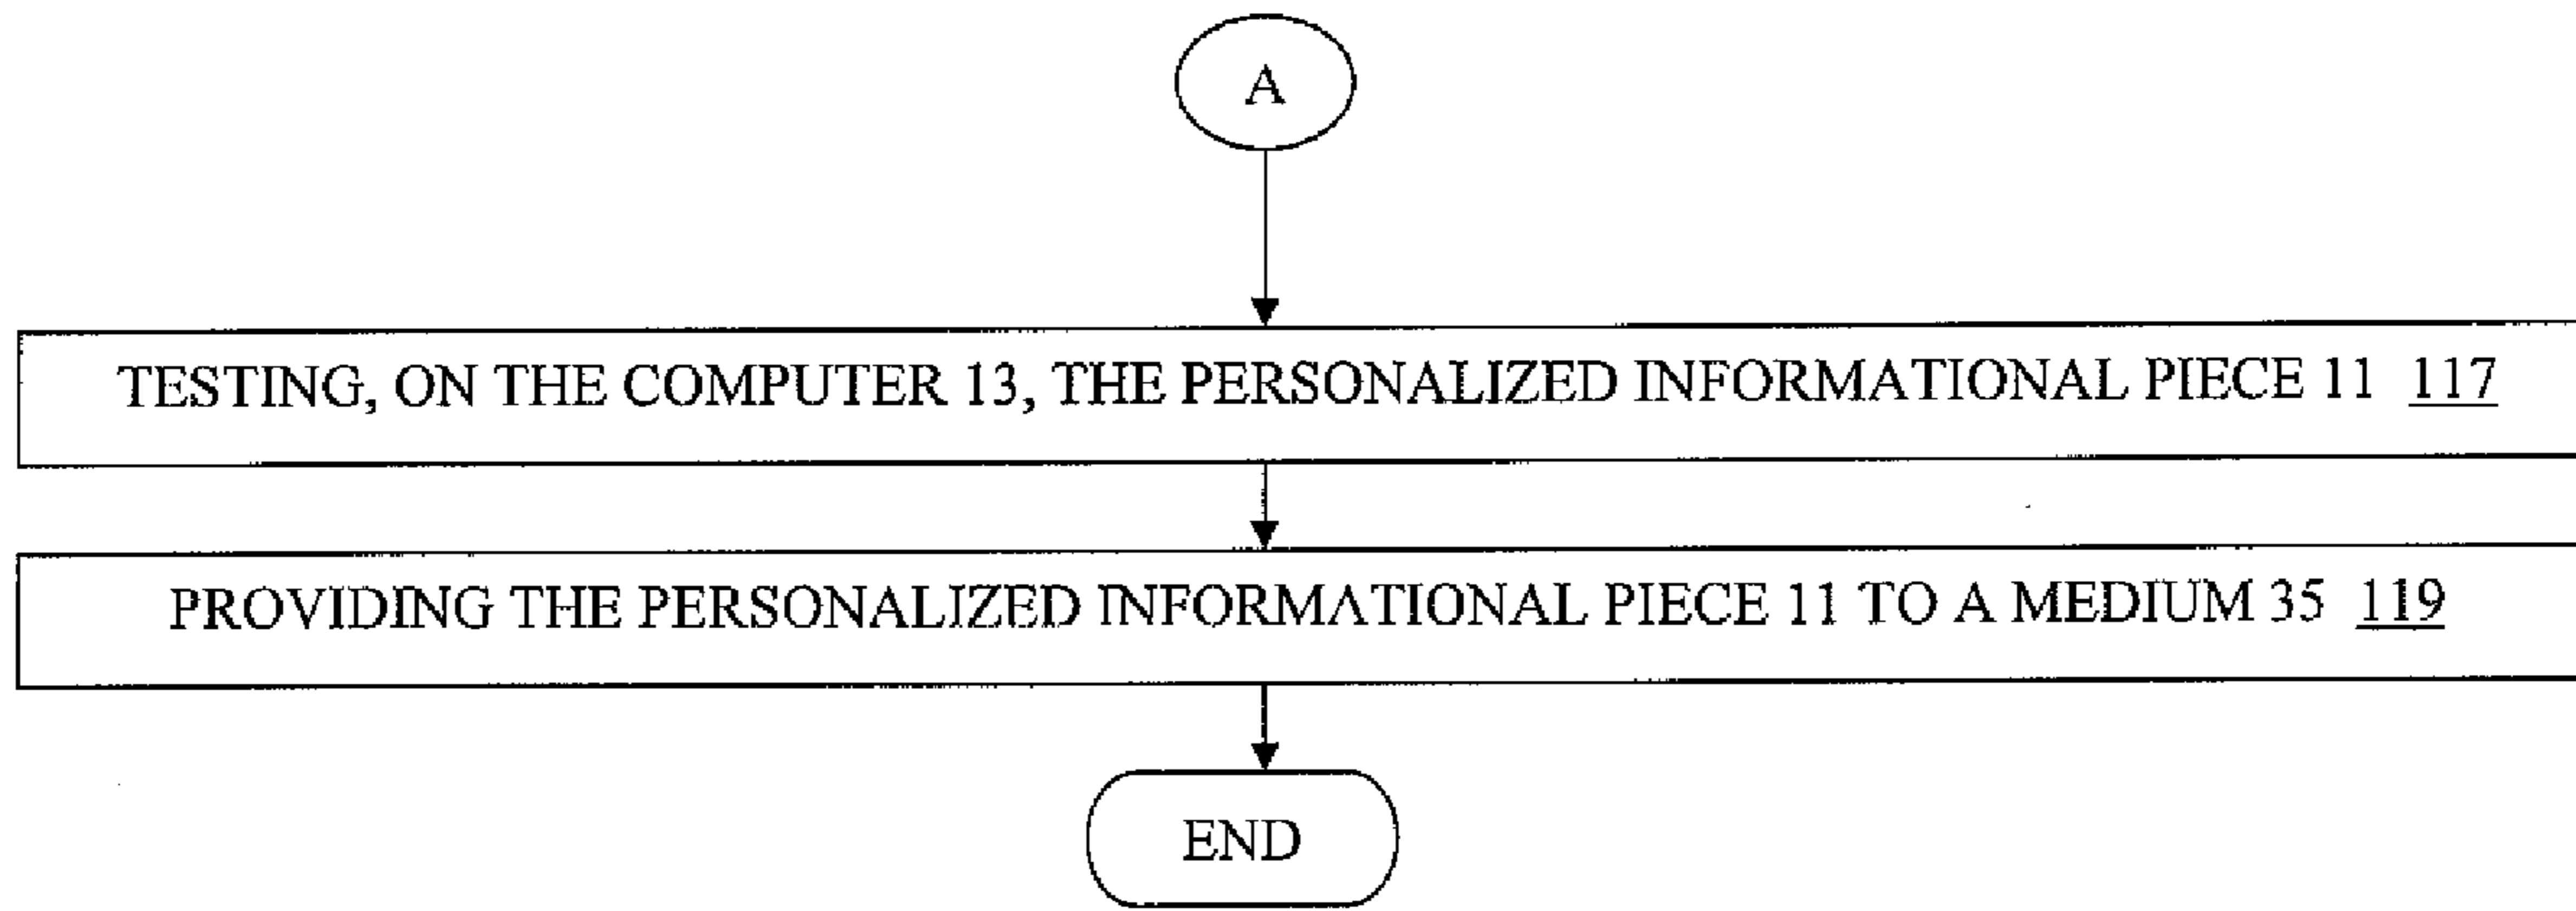 A
TESTING, ON THE COMPUTER 13, THE PERSONALIZED INFORMATIONAL PIECE 11 117
PROVIDING THE PERSONALIZED INFORMATIONAL PIECE 11 TO A MEDIUM 35 119
END